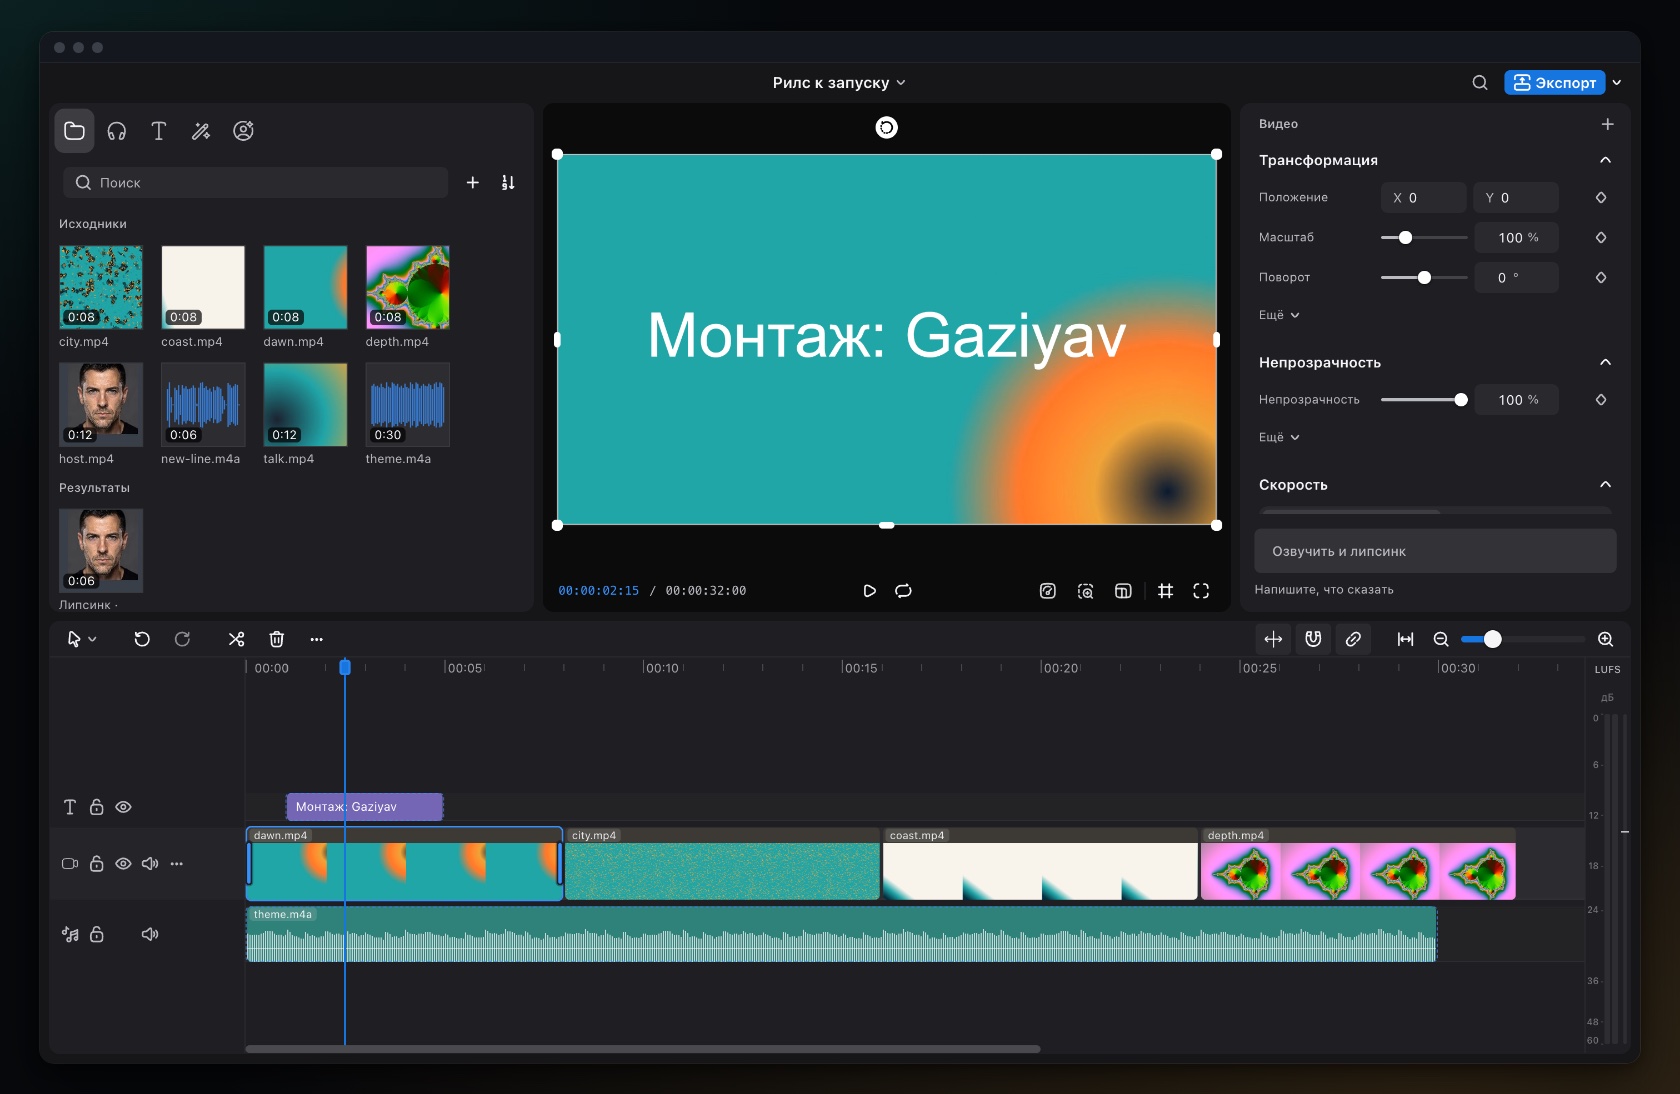 Рилс к запуску
Экспорт
Поиск
Исходники
0:08
0:08
0:08
0:08
city.mp4
coast.mp4
dawn.mp4
depth.mp4
0:12
0:06
0:12
0:30
host.mp4
new-line.m4a
talk.mp4
theme.m4a
Результаты
0:06
Липсинк ·
Монтаж: Gaziyav
00:00:02:15 / 00:00:32:00
Видео
Трансформация
Положение X 0 Y 0
Масштаб 100 %
Поворот 0 °
Ещё
Непрозрачность
Непрозрачность 100 %
Ещё
Скорость
Озвучить и липсинк
Напишите, что сказать
00:00 00:05 00:10 00:15 00:20 00:25 00:30
LUFS
дБ
0
6
12
18
24
36
48
60
Монтаж: Gaziyav
dawn.mp4
city.mp4
coast.mp4
depth.mp4
theme.m4a